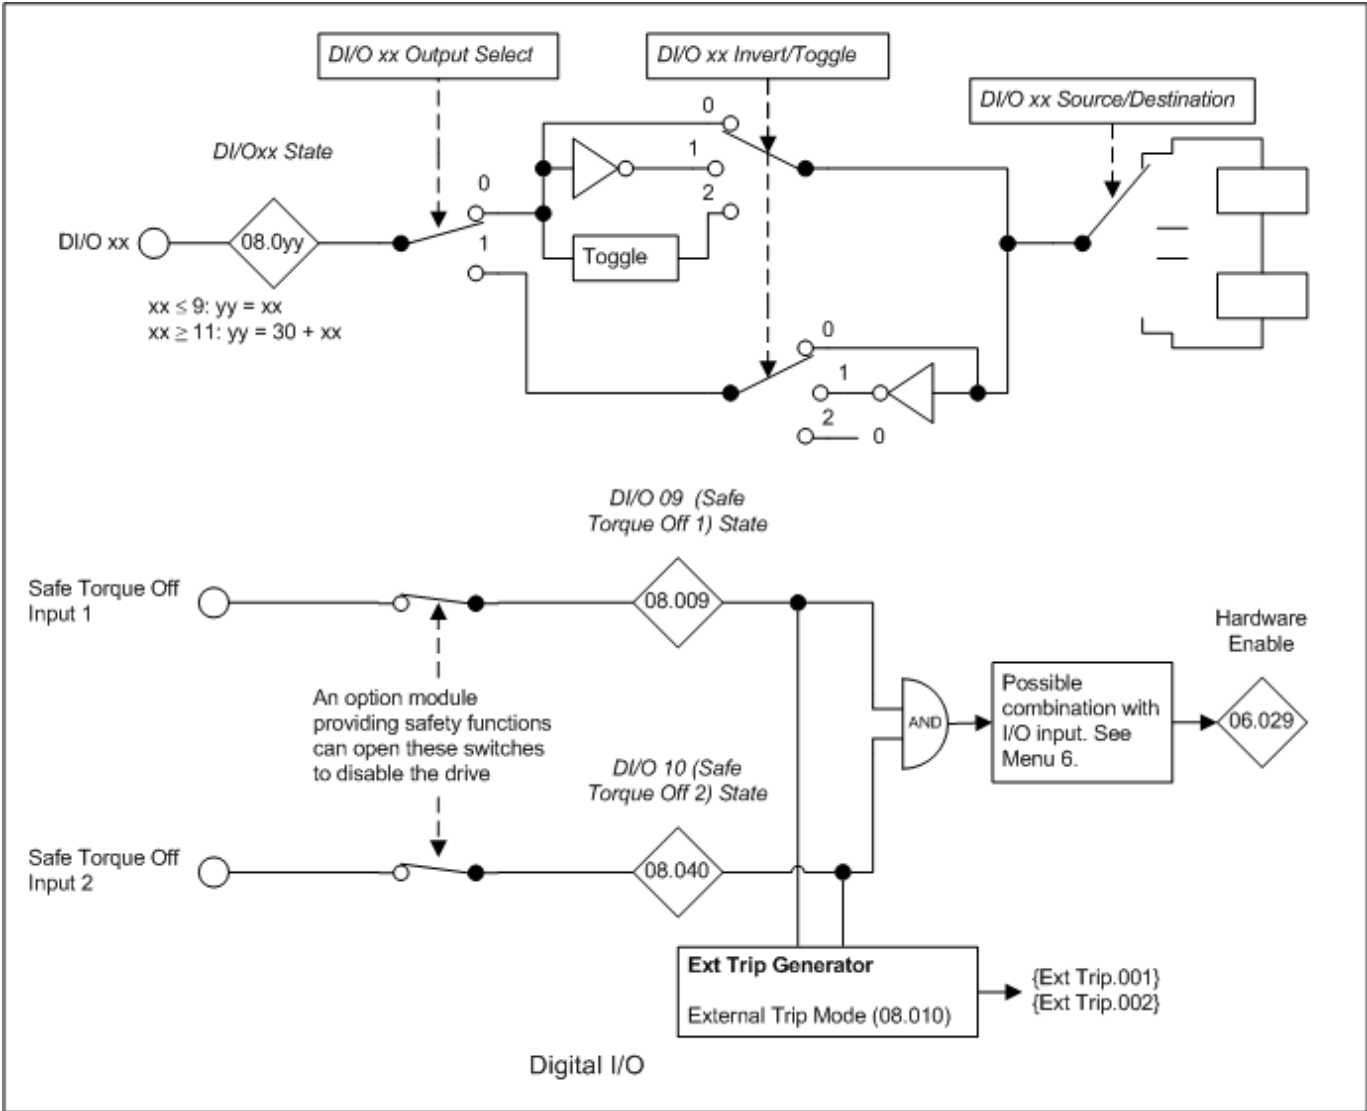 DI/O xx Output Select
DI/O xx Invert/Toggle
DI/O xx Source/Destination
DI/Oxx State
0
1
0
1
2
DI/O xx
08.0yy
Toggle
xx ≤ 9: yy = xx
xx ≥ 11: yy = 30 + xx
0
1
2
0
DI/O 09 (Safe
Torque Off 1) State
Safe Torque Off
Input 1
08.009
Hardware
Enable
An option module
providing safety functions
can open these switches
to disable the drive
AND
Possible
combination with
I/O input. See
Menu 6.
06.029
DI/O 10 (Safe
Torque Off 2) State
Safe Torque Off
Input 2
08.040
Ext Trip Generator
External Trip Mode (08.010)
{Ext Trip.001}
{Ext Trip.002}
Digital I/O